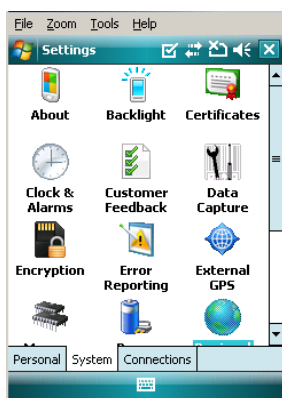 File Zoom Tools Help
Settings
About Backlight Certificates
Clock & Alarms
Customer Feedback
Data Capture
Encryption
Error Reporting
External GPS
Personal System Connections